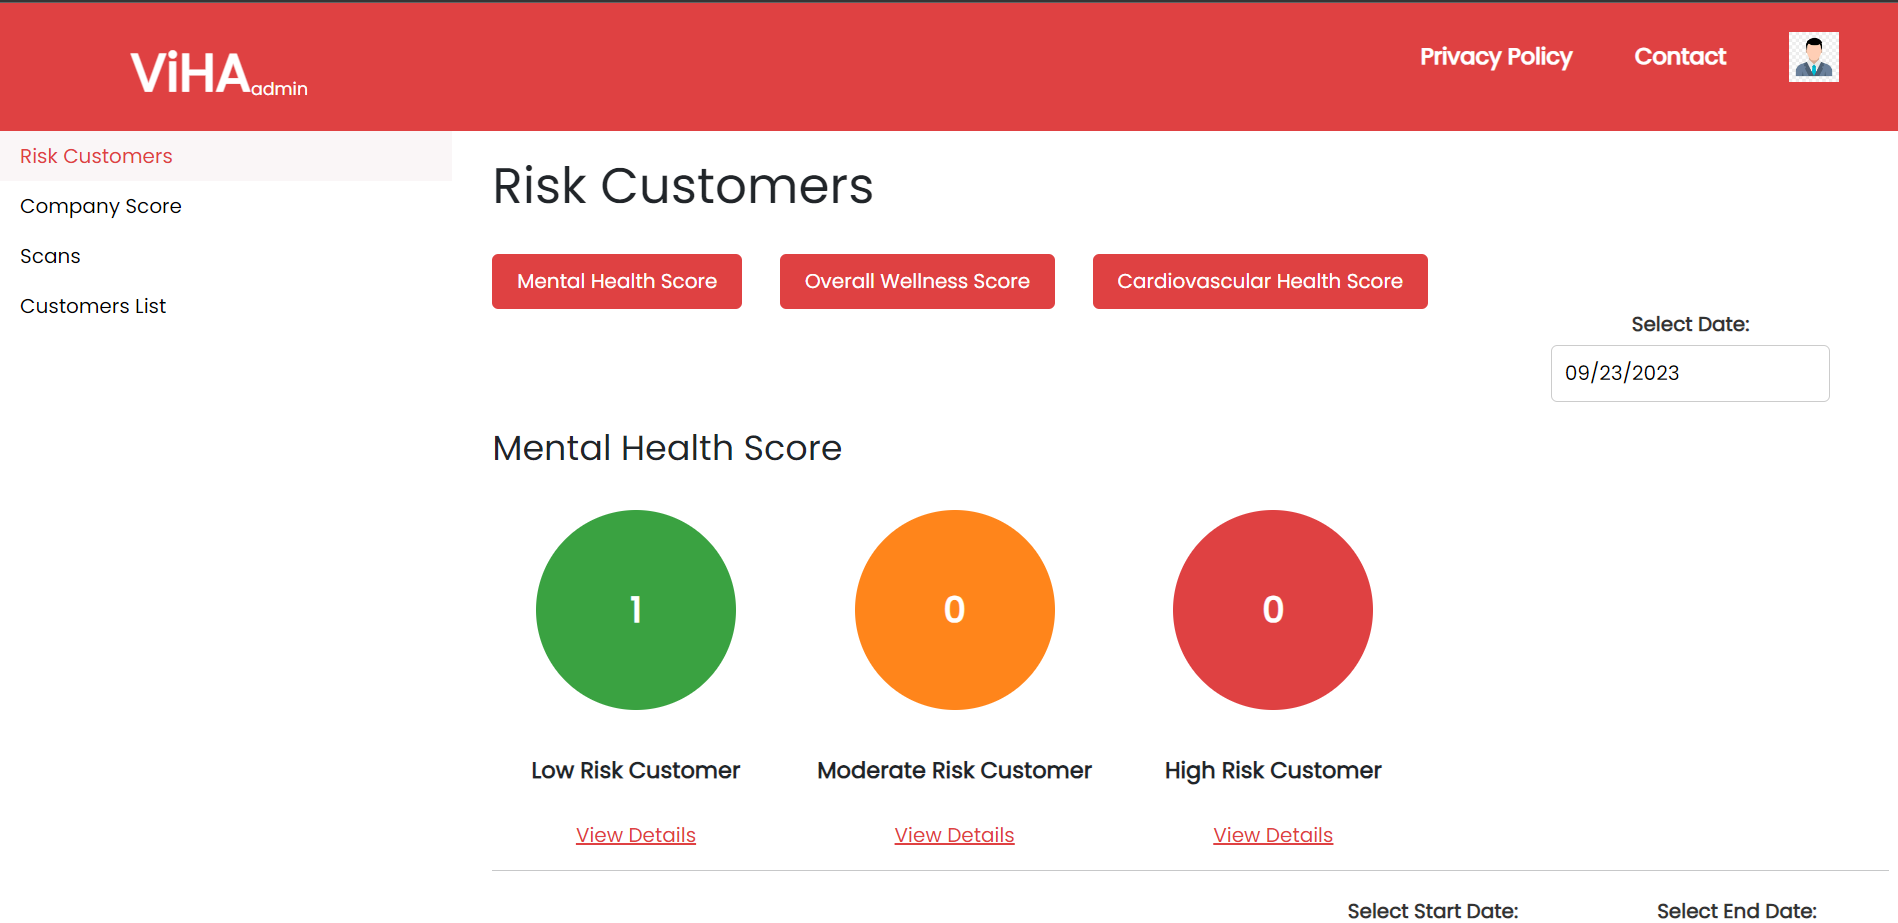 ViHA admin
Privacy Policy
Contact
Risk Customers
Company Score
Scans
Customers List
Risk Customers
Mental Health Score
Overall Wellness Score
Cardiovascular Health Score
Select Date:
09/23/2023
Mental Health Score
1
0
0
Low Risk Customer
Moderate Risk Customer
High Risk Customer
View Details
View Details
View Details
Select Start Date:
Select End Date: